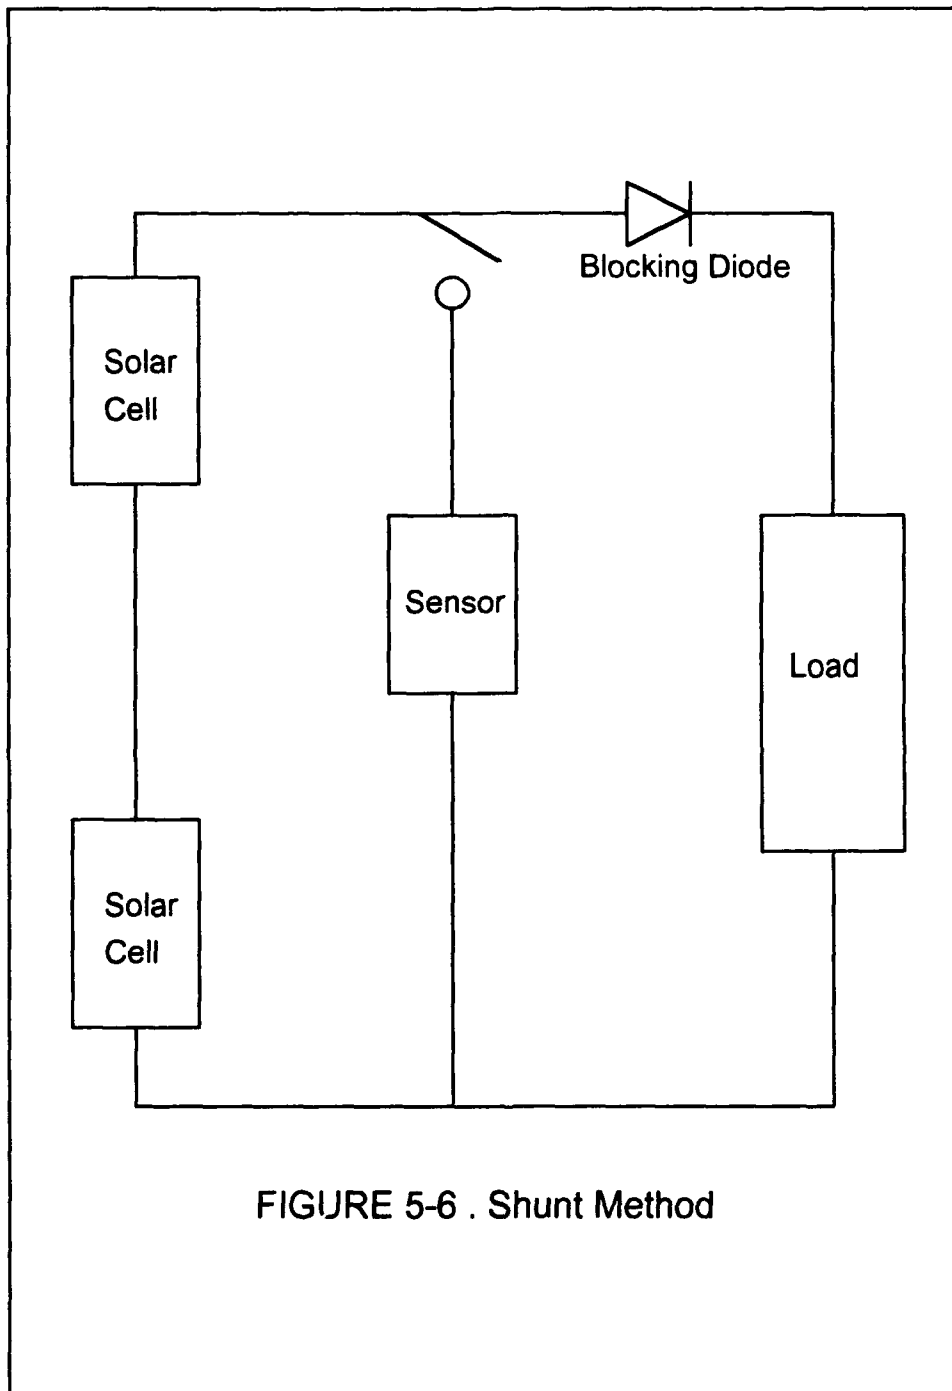 Blocking Diode
Solar
Cell
Sensor
Load
Solar
Cell
FIGURE 5-6 . Shunt Method